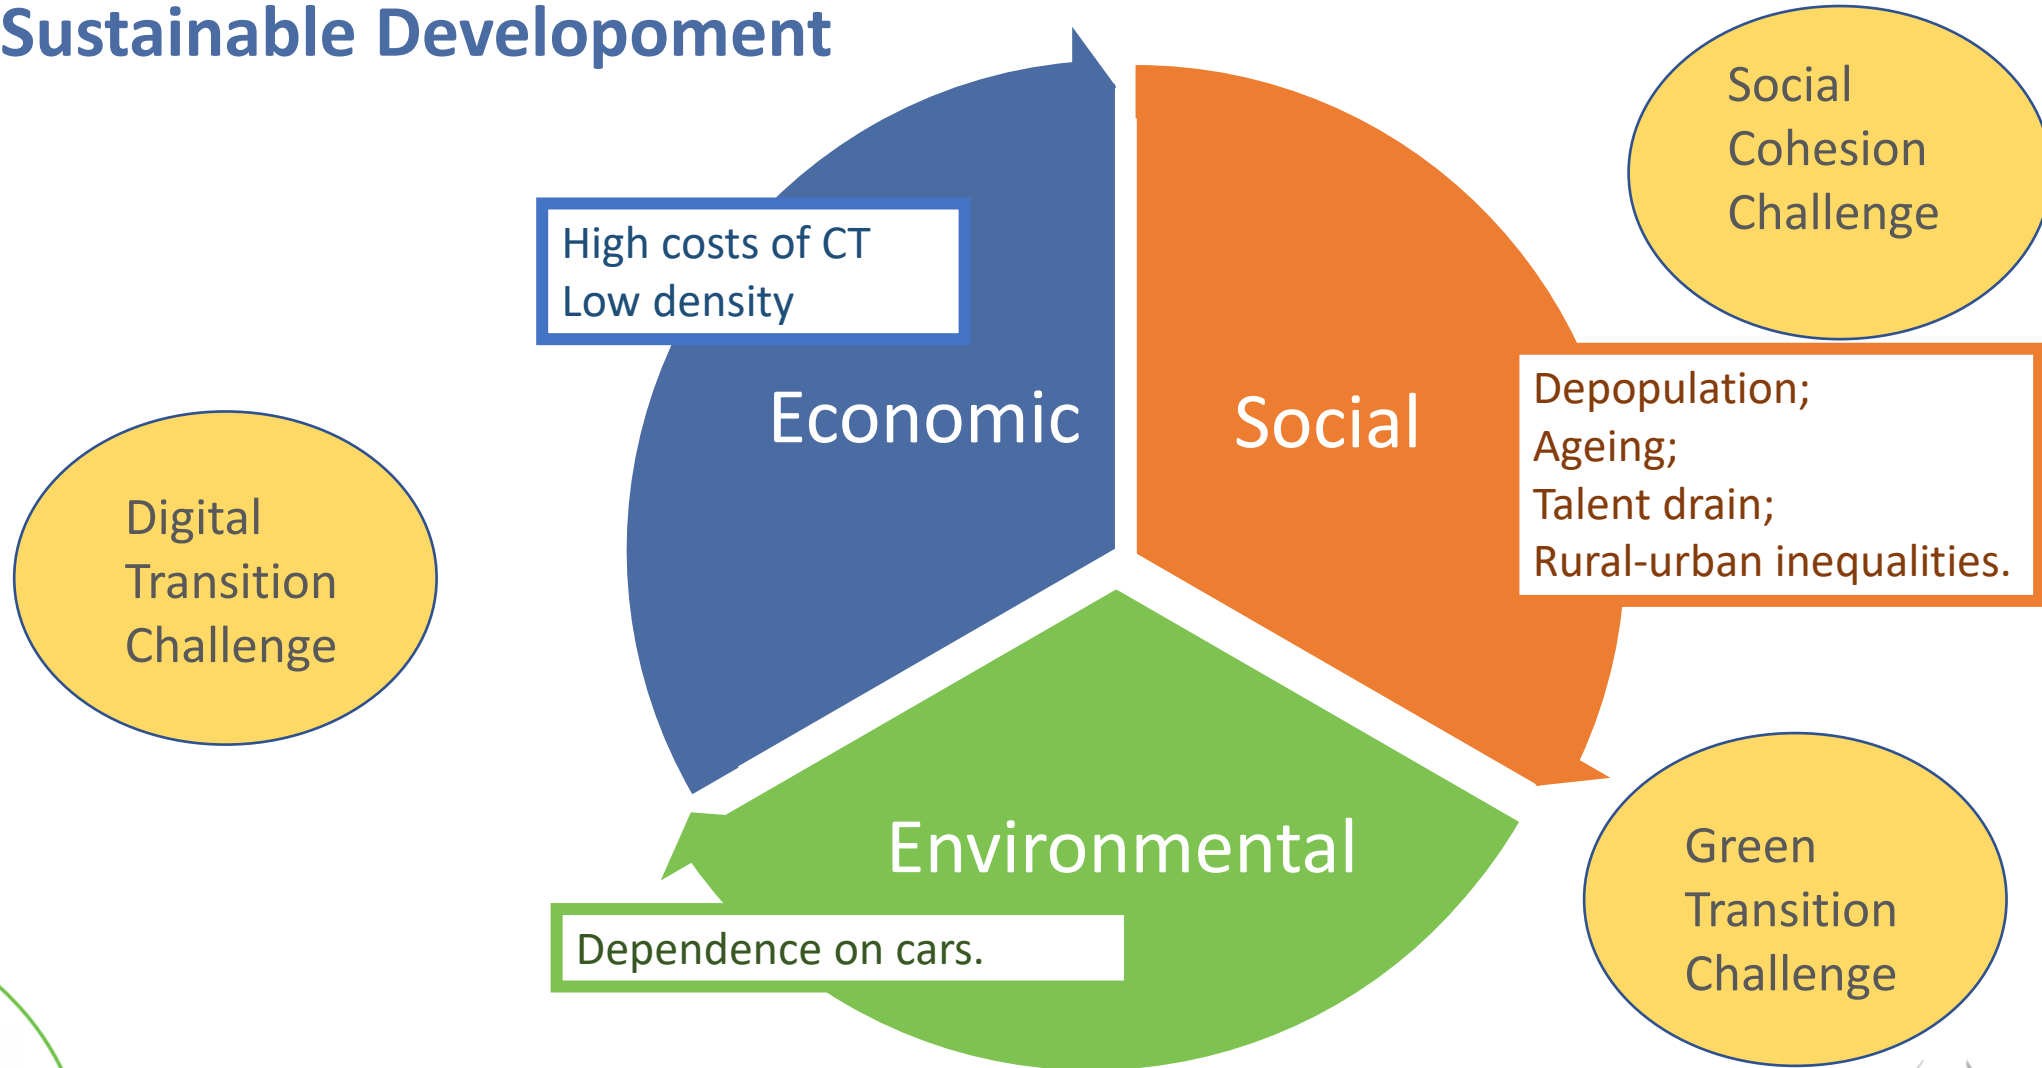 Sustainable Developoment
Social
Cohesion
Challenge
High costs of CT
Low density
Economic
Social
Depopulation;
Ageing;
Talent drain;
Rural-urban inequalities.
Digital
Transition
Challenge
Environmental
Dependence on cars.
Green
Transition
Challenge